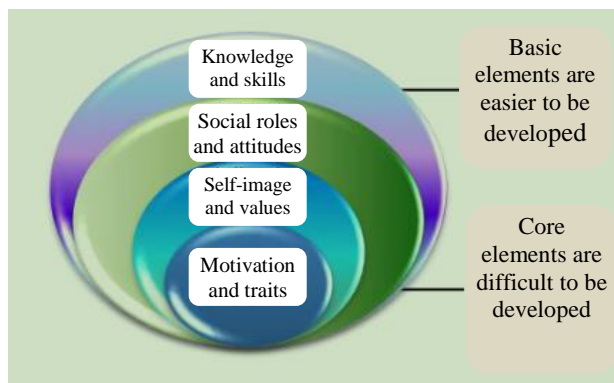 Knowledge
and skills
Social roles
and attitudes
Self-image
and values
Motivation
and traits
Basic
elements are
easier to be
developed
Core
elements are
difficult to be
developed